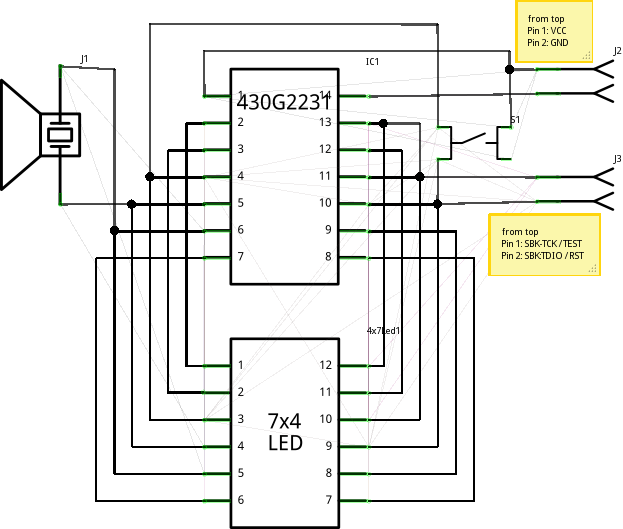 from top
Pin 1: VCC
Pin 2: GND
J2
J1
IC1
430G2231
1
14
2
13
S1
3
12
4
11
J3
5
10
6
9
7
8
from top
Pin 1: SBK-TCK / TEST
Pin 2: SBKTDIO / RST
4x7Led1
1
12
2
11
3
10
7x4
LED
4
9
5
8
6
7